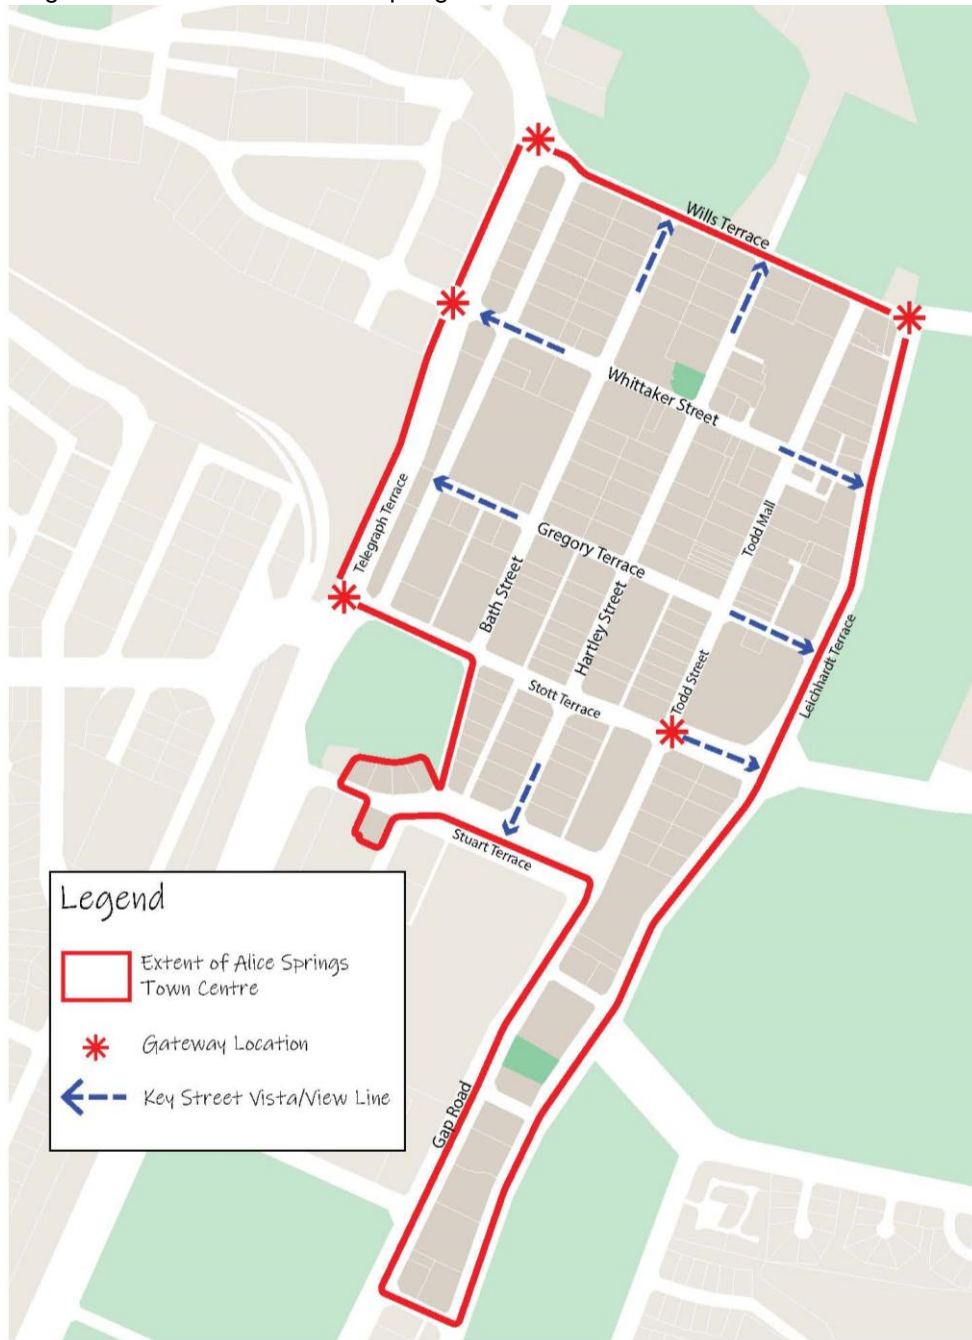 Wills Terrace
Whittaker Street
Telegraph Terrace
Todd Mall
Gregory Terrace
Bath Street
Hartley Street
Leichhardt Terrace
Todd Street
Stott Terrace
Stuart Terrace
Gap Road
Legend
Extent of Alice Springs
Town Centre
Gateway Location
Key Street Vista/View Line